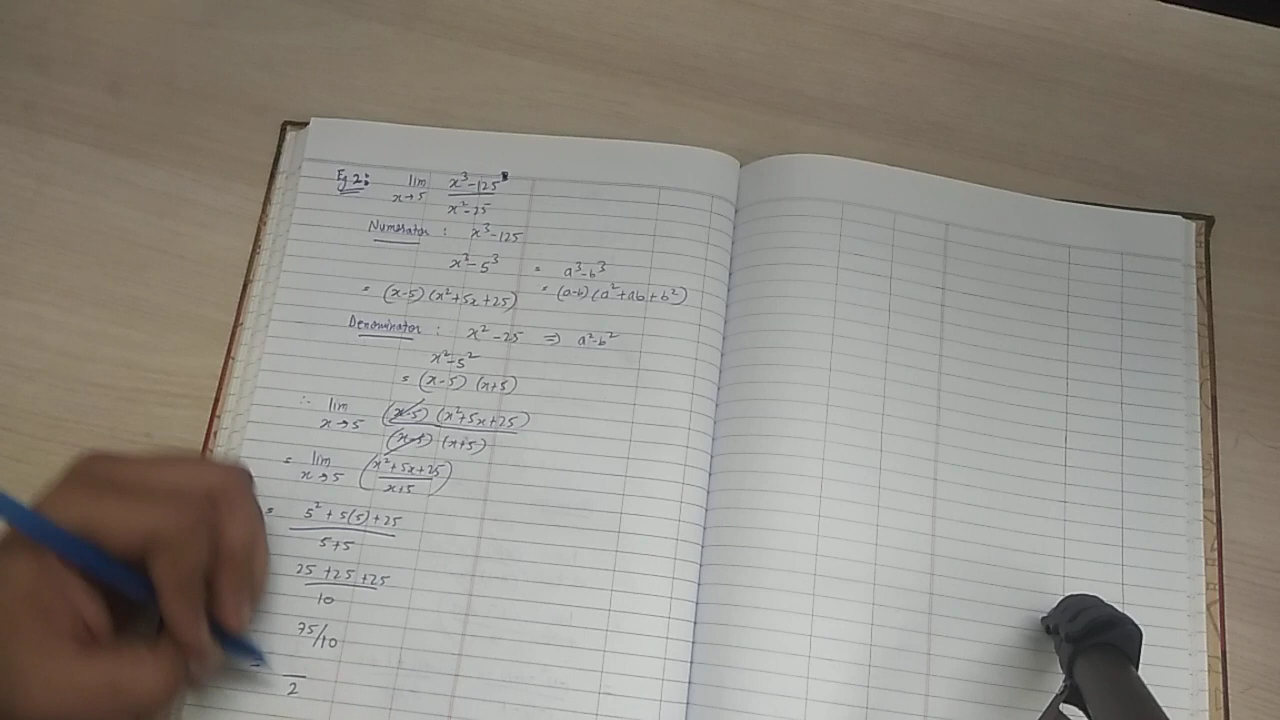 Eg 2: lim x→5 x³-125 / x²-25
Numerator : x³-125
x³-5³ = a³-b³
= (x-5) (x²+5x+25) = (a-b) (a²+ab+b²)
Denominator : x²-25 ⇒ a²-b²
x²-5²
= (x-5) (x+5)
∴ lim x→5 (x-5) (x²+5x+25) / (x-5) (x+5)
= lim x→5 (x²+5x+25 / x+5)
= 5²+5(5)+25 / 5+5
25+25+25 / 10
75/10
= / 2